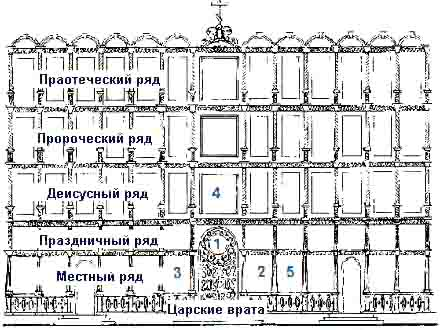 Праотеческий ряд
Пророческий ряд
Деисусный ряд
4
Праздничный ряд
1
Местный ряд
3
2
5
Царские врата